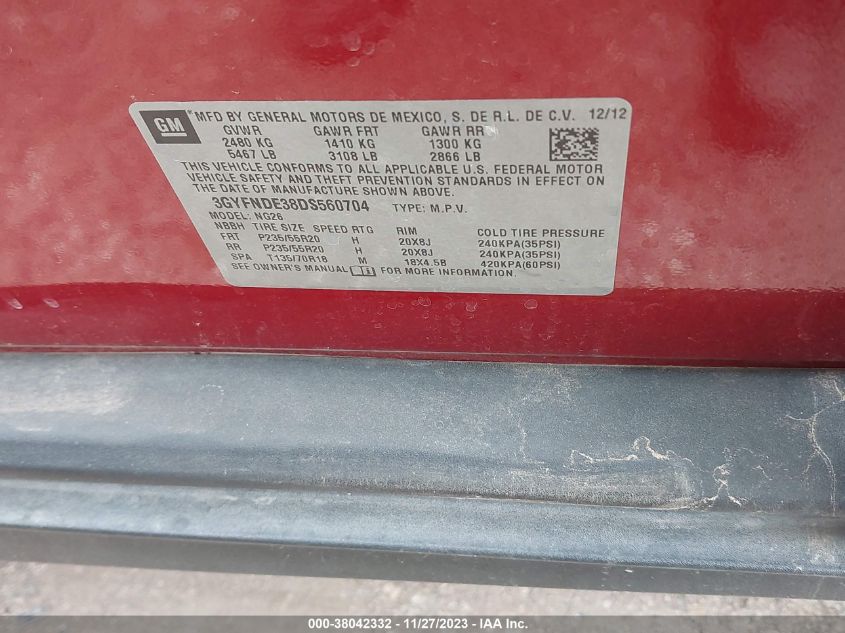 GM
MFD BY GENERAL MOTORS DE MEXICO, S. DE R.L. DE C.V. 12/12
GVWR GAWR FRT GAWR RR
2480 KG 1410 KG 1300 KG
5467 LB 3108 LB 2866 LB
THIS VEHICLE CONFORMS TO ALL APPLICABLE U.S. FEDERAL MOTOR
VEHICLE SAFETY AND THEFT PREVENTION STANDARDS IN EFFECT ON
THE DATE OF MANUFACTURE SHOWN ABOVE.
3GYFNDE38DS560704 TYPE: M.P.V.
MODEL: NG26
NBBH TIRE SIZE SPEED RTG RIM COLD TIRE PRESSURE
FRT P235/55R20 H 20X8J 240KPA(35PSI)
RR P235/55R20 H 20X8J 240KPA(35PSI)
SPA T135/70R18 M 18X4.5B 420KPA(60PSI)
SEE OWNER'S MANUAL FOR MORE INFORMATION.
000-38042332 - 11/27/2023 - IAA Inc.